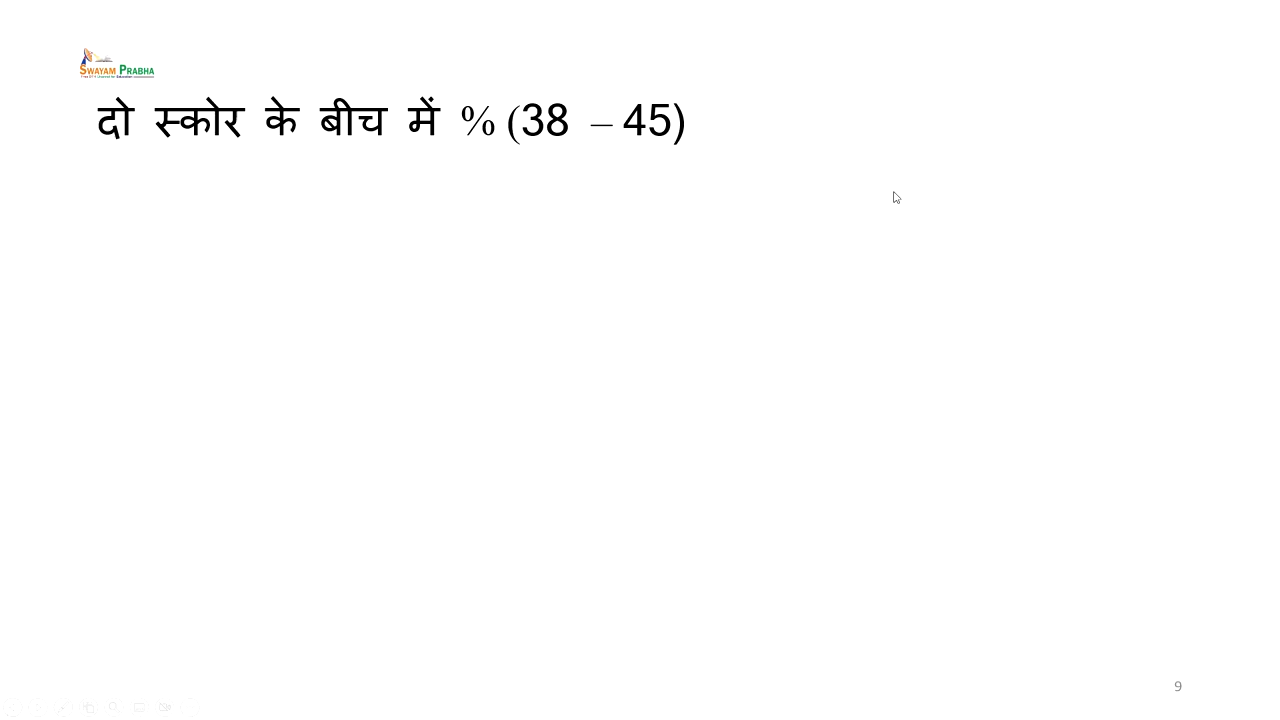 SWAYAM PRABHA
दो स्कोर के बीच में % (38 – 45)
9